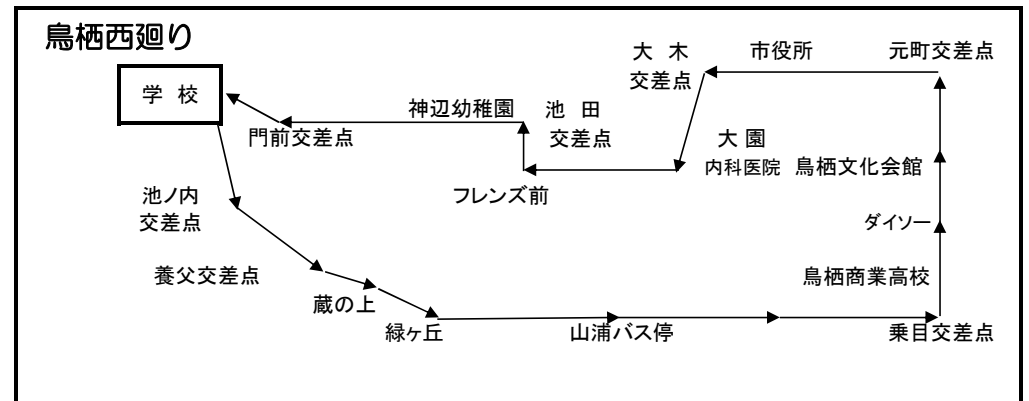 鳥栖西廻り
大　木
交差点
市役所
元町交差点
学　校
神辺幼稚園
池　田
交差点
門前交差点
大 園
内科医院
鳥栖文化会館
フレンズ前
池ノ内
交差点
ダイソー
養父交差点
鳥栖商業高校
蔵の上
緑ヶ丘
山浦バス停
乗目交差点